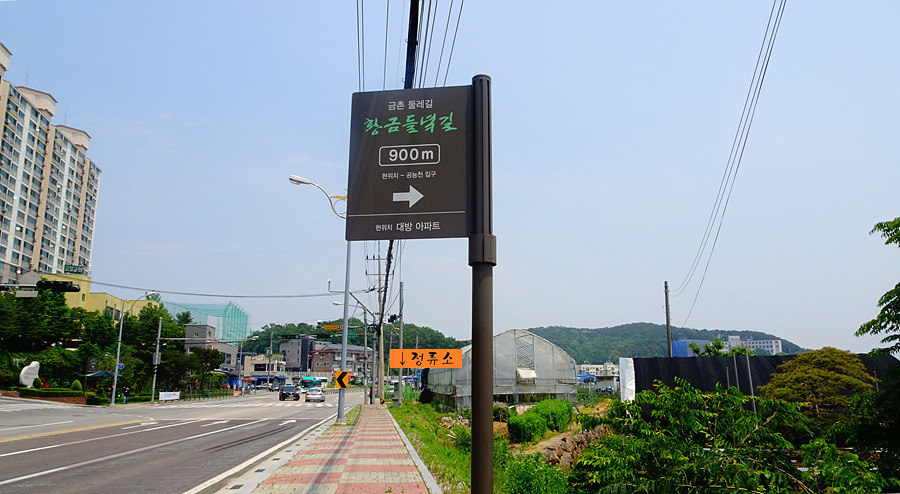 금촌 둘레길
황금들녘길
900m
현위치 - 공능천 입구
현위치 대방 아파트
↓정류소